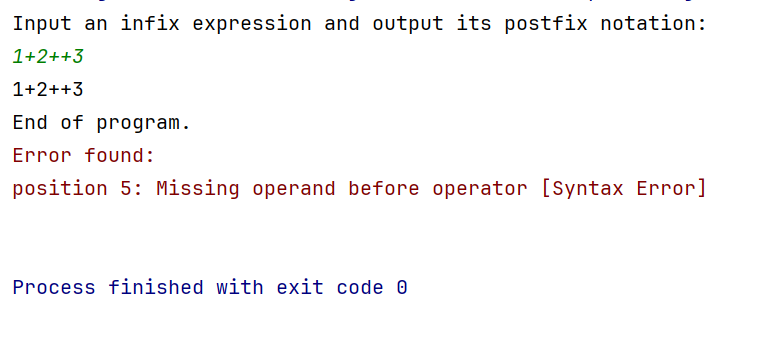 Input an infix expression and output its postfix notation:
1+2++3
1+2++3
End of program.
Error found:
position 5: Missing operand before operator [Syntax Error]
Process finished with exit code 0